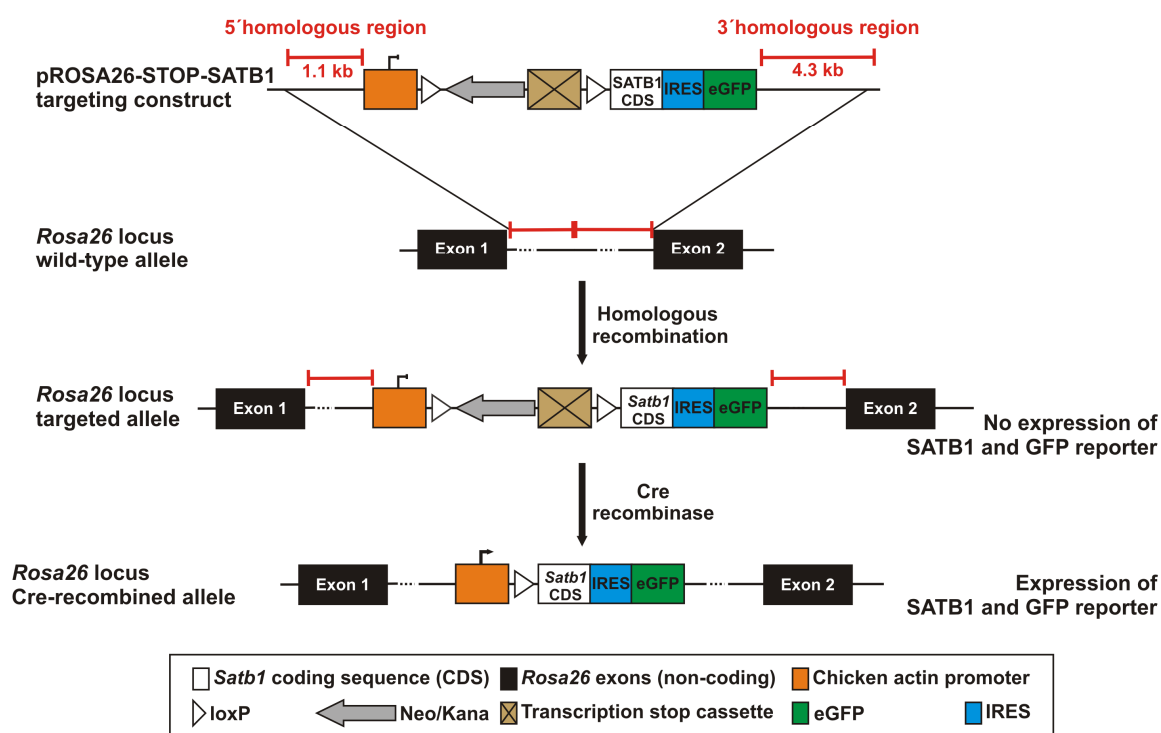 5´homologous region
3´homologous region
pROSA26-STOP-SATB1
targeting construct
1.1 kb
SATB1
CDS
IRES
eGFP
4.3 kb
Rosa26 locus
wild-type allele
Exon 1
Exon 2
Homologous
recombination
Rosa26 locus
targeted allele
Exon 1
Satb1
CDS
IRES
eGFP
Exon 2
No expression of
SATB1 and GFP reporter
Cre
recombinase
Rosa26 locus
Cre-recombined allele
Exon 1
Satb1
CDS
IRES
eGFP
Exon 2
Expression of
SATB1 and GFP reporter
Satb1 coding sequence (CDS)
Rosa26 exons (non-coding)
Chicken actin promoter
loxP
Neo/Kana
Transcription stop cassette
eGFP
IRES